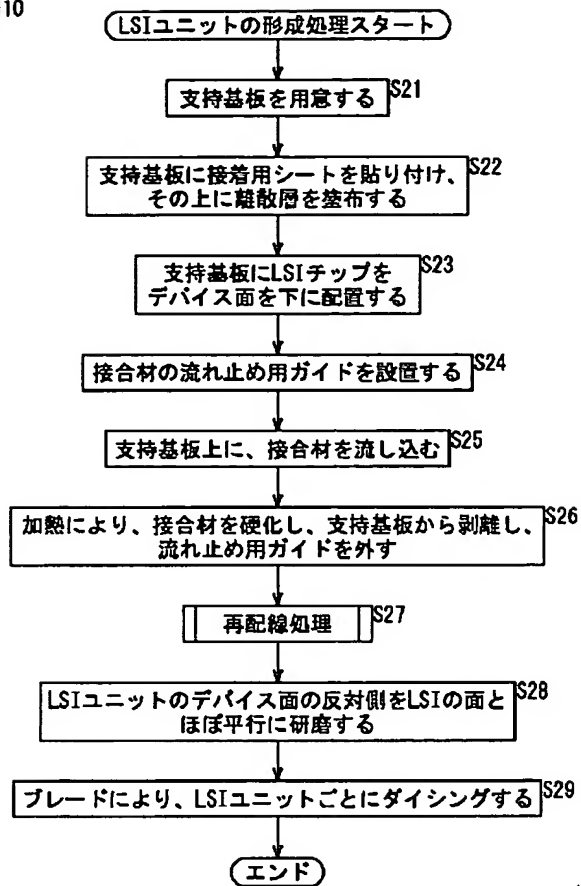 10
LSIユニットの形成処理スタート
支持基板を用意する
S21
支持基板に接着用シートを貼り付け、
その上に離散層を塗布する
S22
支持基板にLSIチップを
デバイス面を下に配置する
S23
接合材の流れ止め用ガイドを設置する
S24
支持基板上に、接合材を流し込む
S25
加熱により、接合材を硬化し、支持基板から剥離し、
流れ止め用ガイドを外す
S26
再配線処理
S27
LSIユニットのデバイス面の反対側をLSIの面と
ほぼ平行に研磨する
S28
ブレードにより、LSIユニットごとにダイシングする
S29
エンド